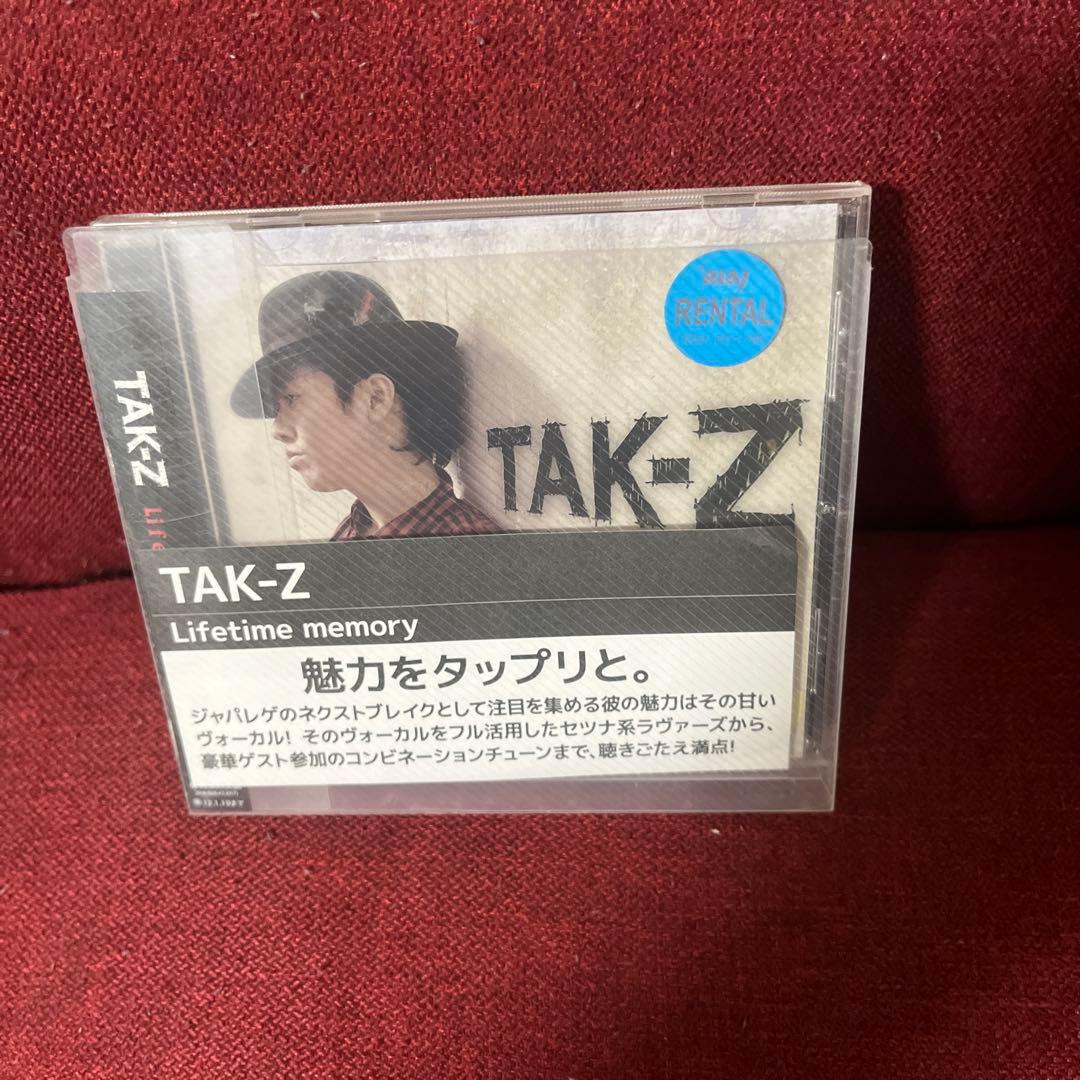 RENTAL
TAK-Z
TAK-Z Life
TAK-Z
Lifetime memory
魅力をタップリと。
ジャパレゲのネクストブレイクとして注目を集める彼の魅力はその甘い
ヴォーカル! そのヴォーカルをフル活用したセツナ系ラヴァーズから、
豪華ゲスト参加のコンビネーションチューンまで、聴きごたえ満点!